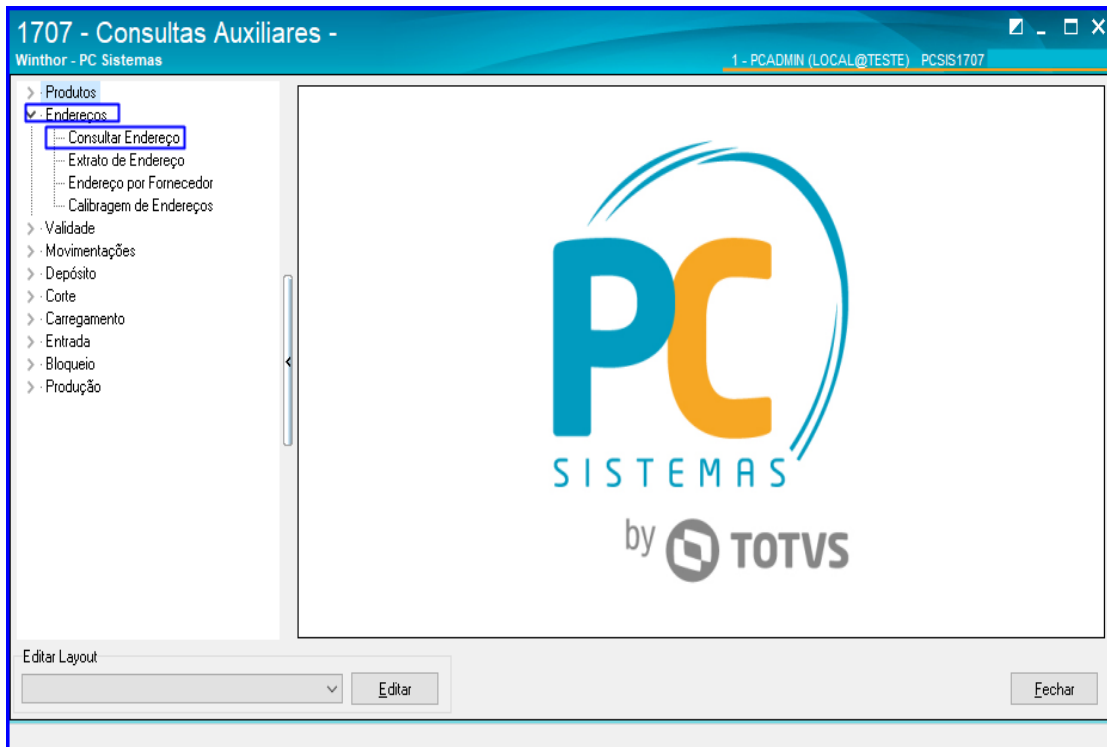 1707 - Consultas Auxiliares -
Winthor - PC Sistemas
1 - PCADMIN (LOCAL@TESTE) PCSIS1707
Produtos
Endereços
Consultar Endereço
Extrato de Endereço
Endereço por Fornecedor
Calibragem de Endereços
Validade
Movimentações
Depósito
Corte
Carregamento
Entrada
Bloqueio
Produção
PC
SISTEMAS
by TOTVS
Editar Layout
Editar
Fechar